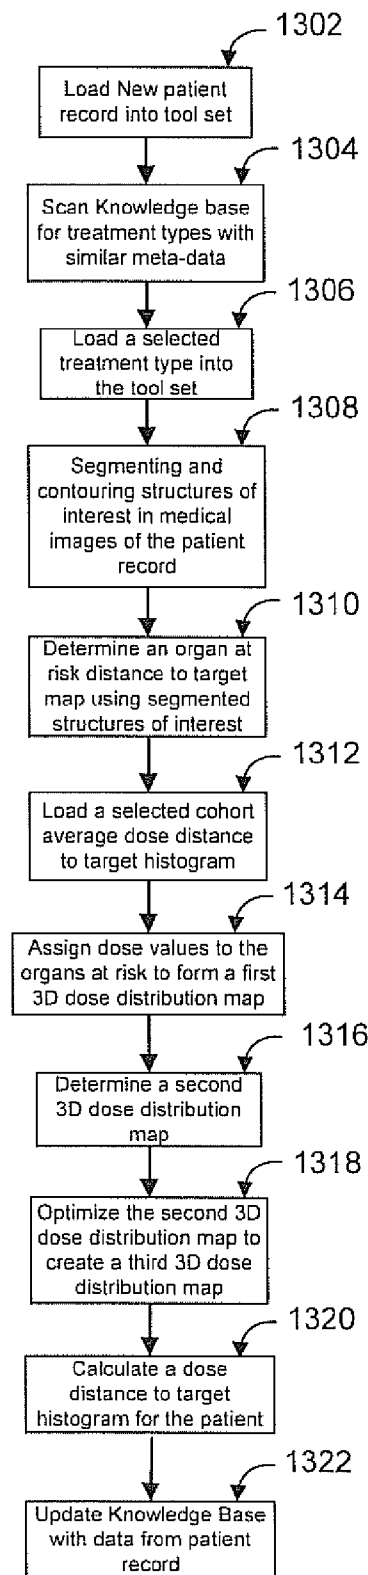 1302
Load New patient
record into tool set
1304
Scan Knowledge base
for treatment types with
similar meta-data
1306
Load a selected
treatment type into
the tool set
1308
Segmenting and
contouring structures of
interest in medical
images of the patient
record
1310
Determine an organ at
risk distance to target
map using segmented
structures of interest
1312
Load a selected cohort
average dose distance
to target histogram
1314
Assign dose values to the
organs at risk to form a first
3D dose distribution map
1316
Determine a second
3D dose distribution
map
1318
Optimize the second 3D
dose distribution map to
create a third 3D dose
distribution map
1320
Calculate a dose
distance to target
histogram for the patient
1322
Update Knowledge Base
with data from patient
record